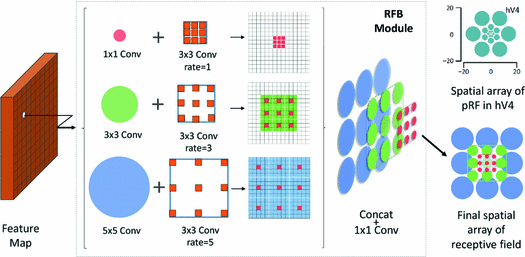 1x1 Conv
3x3 Conv
rate=1
3x3 Conv
3x3 Conv
rate=3
5x5 Conv
3x3 Conv
rate=5
Feature
Map
RFB
Module
Concat
+
1x1 Conv
hV4
20
0
-20
-20
0
20
Spatial array of
pRF in hV4
Final spatial
array of
receptive field